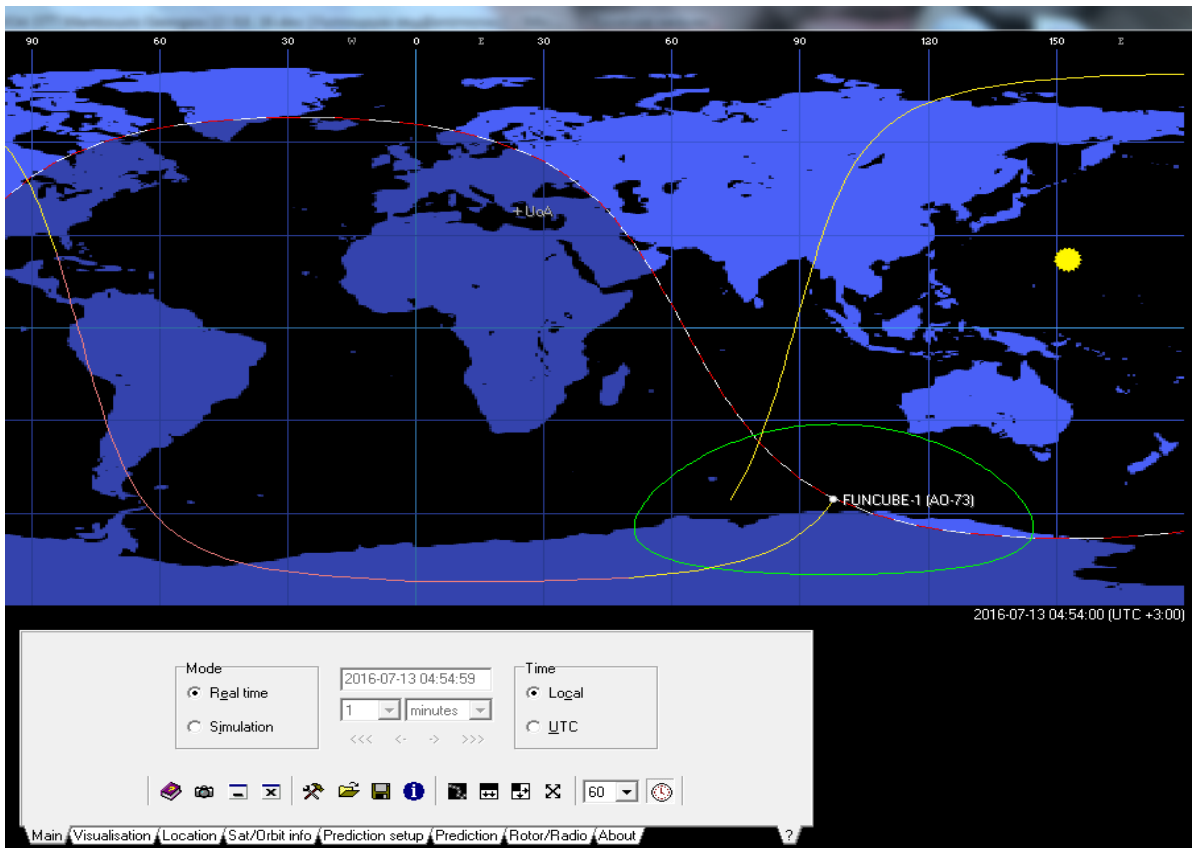 90 60 30 W 0 E 30 60 90 120 150 E
+UoA
FUNCUBE-1 (AO-73)
2016-07-13 04:54:00 (UTC +3:00)
Mode
Real time
Simulation
2016-07-13 04:54:59
1 minutes
<<< <- -> >>>
Time
Local
UTC
60
Main Visualisation Location Sat/Orbit info Prediction setup Prediction Rotor/Radio About ?